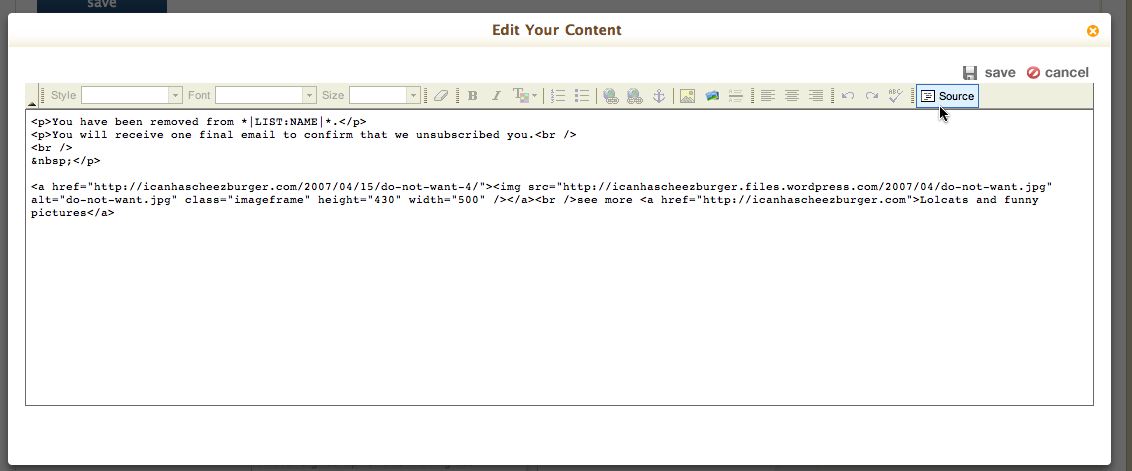 save
Edit Your Content
save cancel
Style Font Size B I T ABC Source
<p>You have been removed from *|LIST:NAME|*.</p>
<p>You will receive one final email to confirm that we unsubscribed you.<br />
<br />
&nbsp;</p>
<a href="http://icanhascheezburger.com/2007/04/15/do-not-want-4/"><img src="http://icanhascheezburger.files.wordpress.com/2007/04/do-not-want.jpg"
alt="do-not-want.jpg" class="imageframe" height="430" width="500" /></a><br />see more <a href="http://icanhascheezburger.com">Lolcats and funny
pictures</a>